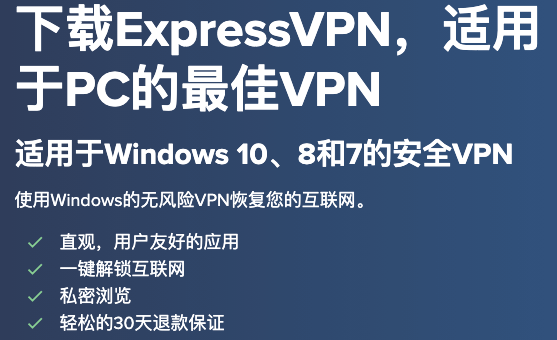 下载ExpressVPN，适用
于PC的最佳VPN
适用于Windows 10、8和7的安全VPN
使用Windows的无风险VPN恢复您的互联网。
直观，用户友好的应用
一键解锁互联网
私密浏览
轻松的30天退款保证